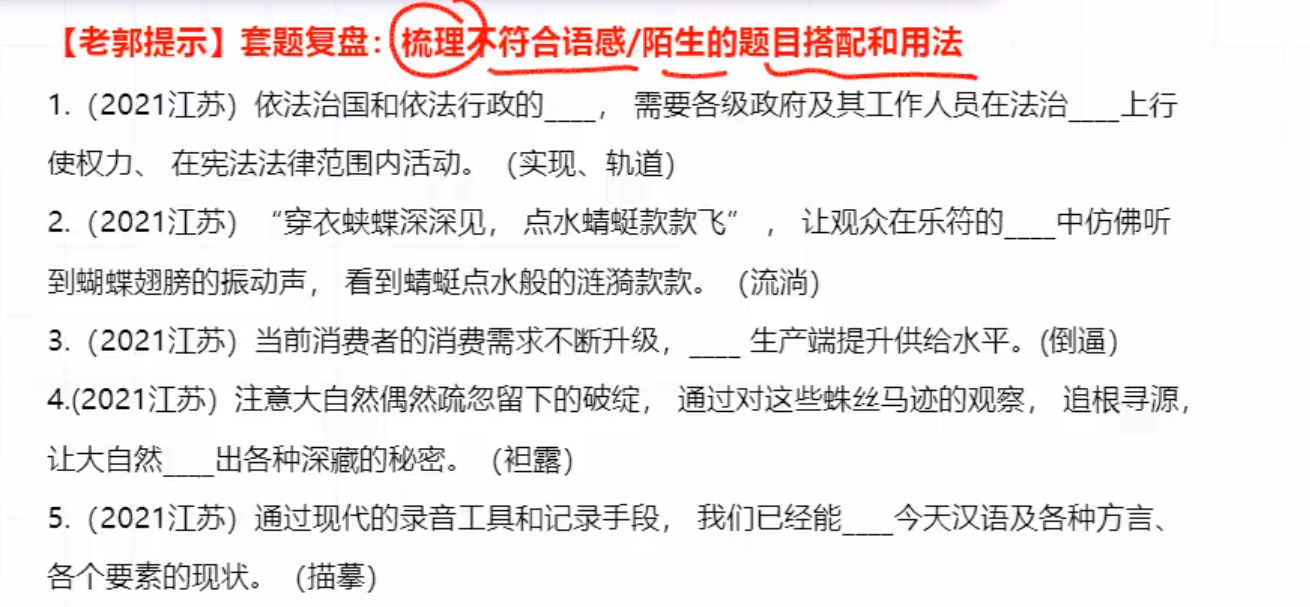 【老郭提示】套题复盘：梳理不符合语感/陌生的题目搭配和用法
1.（2021江苏）依法治国和依法行政的____， 需要各级政府及其工作人员在法治____上行
使权力、 在宪法法律范围内活动。（实现、轨道）
2.（2021江苏）“穿衣蛱蝶深深见， 点水蜻蜓款款飞” ， 让观众在乐符的____中仿佛听
到蝴蝶翅膀的振动声， 看到蜻蜓点水般的涟漪款款。（流淌）
3.（2021江苏）当前消费者的消费需求不断升级，____ 生产端提升供给水平。(倒逼）
4.(2021江苏）注意大自然偶然疏忽留下的破绽， 通过对这些蛛丝马迹的观察， 追根寻源，
让大自然____出各种深藏的秘密。（袒露）
5.（2021江苏）通过现代的录音工具和记录手段， 我们已经能____今天汉语及各种方言、
各个要素的现状。（描摹）